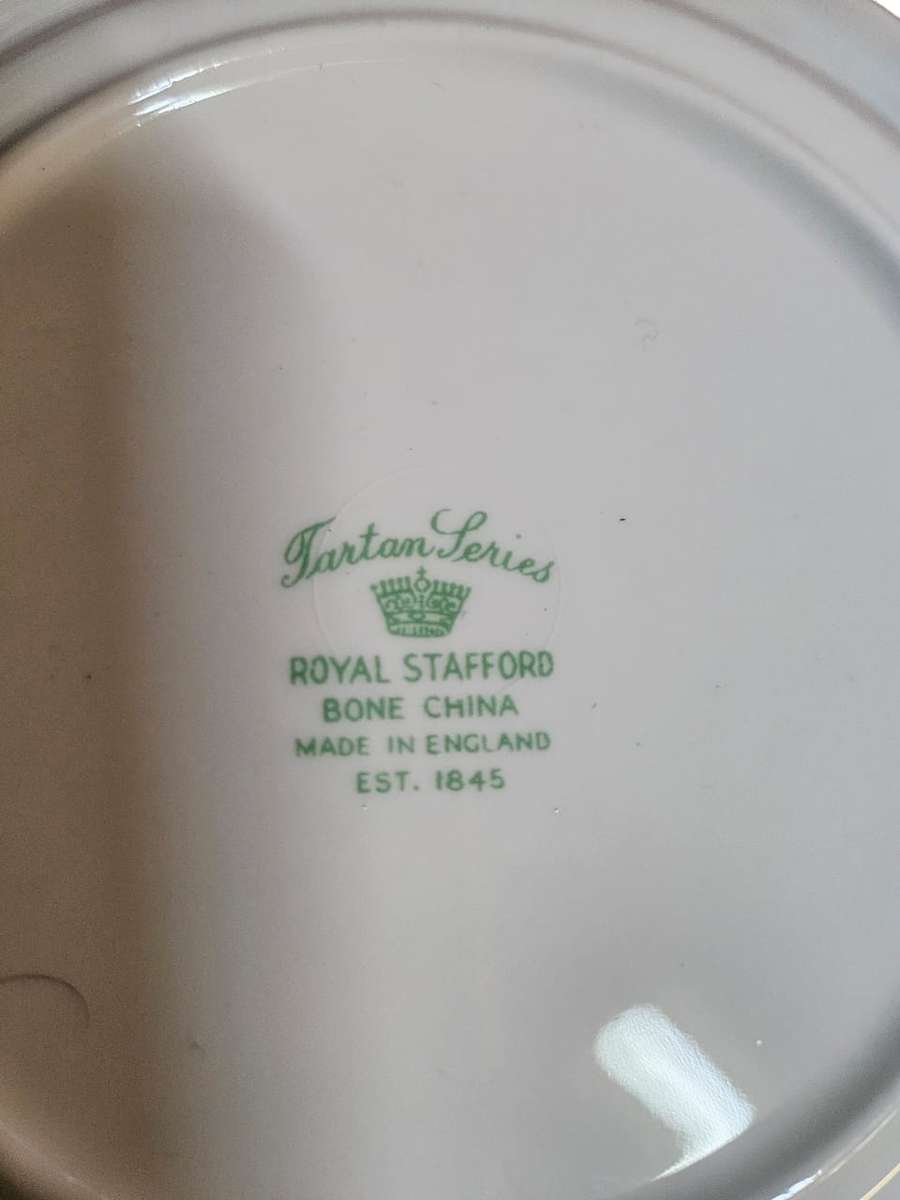 Tartan Series
ROYAL STAFFORD
BONE CHINA
MADE IN ENGLAND
EST. 1845